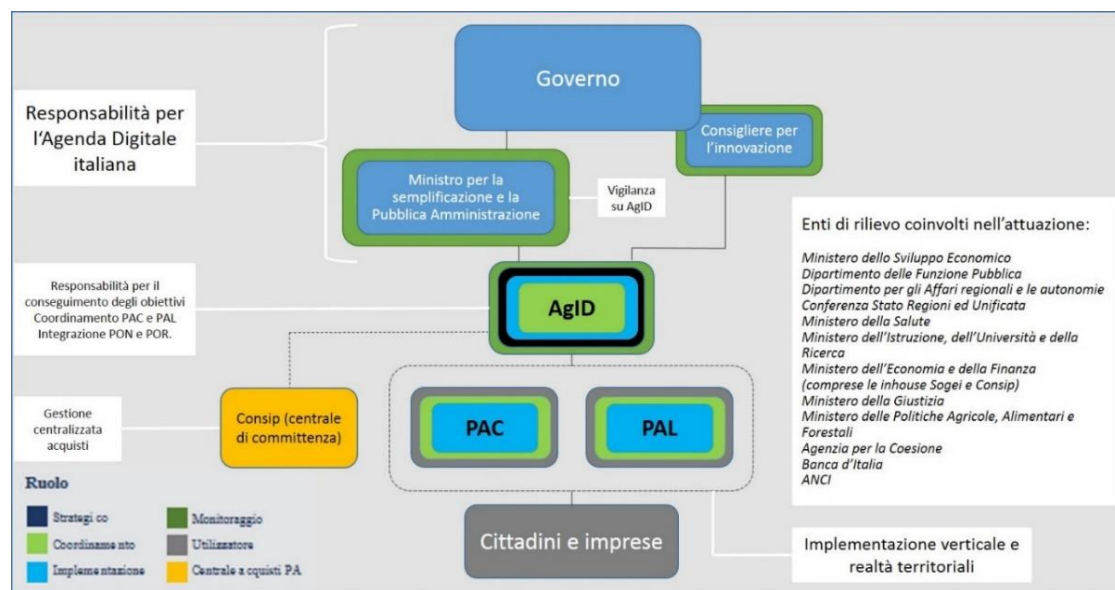 Governo
Responsabilità per
l'Agenda Digitale
italiana
Consigliere per
l'innovazione
Ministro per la
semplificazione e la
Pubblica Amministrazione
Vigilanza
su AgID
Enti di rilievo coinvolti nell'attuazione:
Ministero dello Sviluppo Economico
Dipartimento delle Funzione Pubblica
Dipartimento per gli Affari regionali e le autonomie
Conferenza Stato Regioni ed Unificata
Ministero della Salute
Ministero dell'Istruzione, dell'Università e della
Ricerca
Ministero dell'Economia e della Finanza
(comprese le inhouse Sogei e Consip)
Ministero della Giustizia
Ministero delle Politiche Agricole, Alimentari e
Forestali
Agenzia per la Coesione
Banca d'Italia
ANCI
Responsabilità per il
conseguimento degli obiettivi
Coordinamento PAC e PAL
Integrazione PON e POR.
AgID
Gestione
centralizzata
acquisti
Consip (centrale
di committenza)
PAC
PAL
Ruolo
Strategi co
Coordiname nto
Impleme ntazione
Monitoraggio
Utilizzatore
Centrale a cquisti PA
Cittadini e imprese
Implementazione verticale e
realtà territoriali